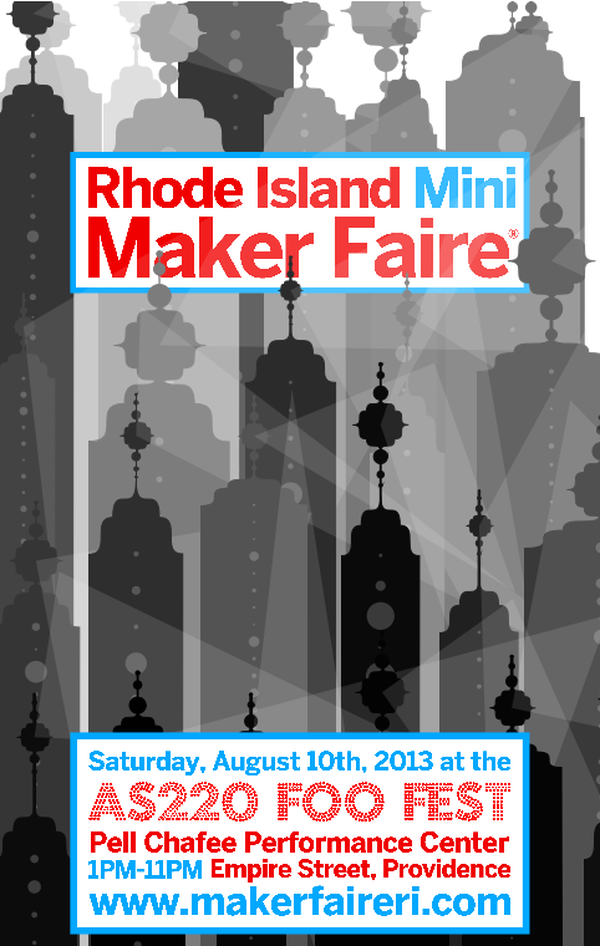 Rhode Island Mini
Maker Faire®
Saturday, August 10th, 2013 at the
AS220 FOO FEST
Pell Chafee Performance Center
1PM-11PM Empire Street, Providence
www.makerfaireri.com